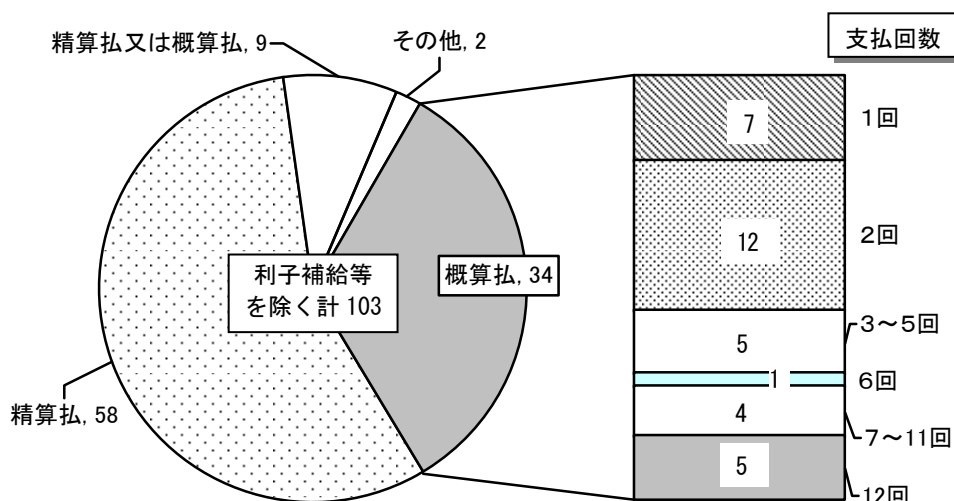 支払回数
精算払又は概算払, 9
その他, 2
7
1回
12
2回
利子補給等
を除く計 103
概算払, 34
5
3～5回
1
6回
4
7～11回
精算払, 58
5
12回